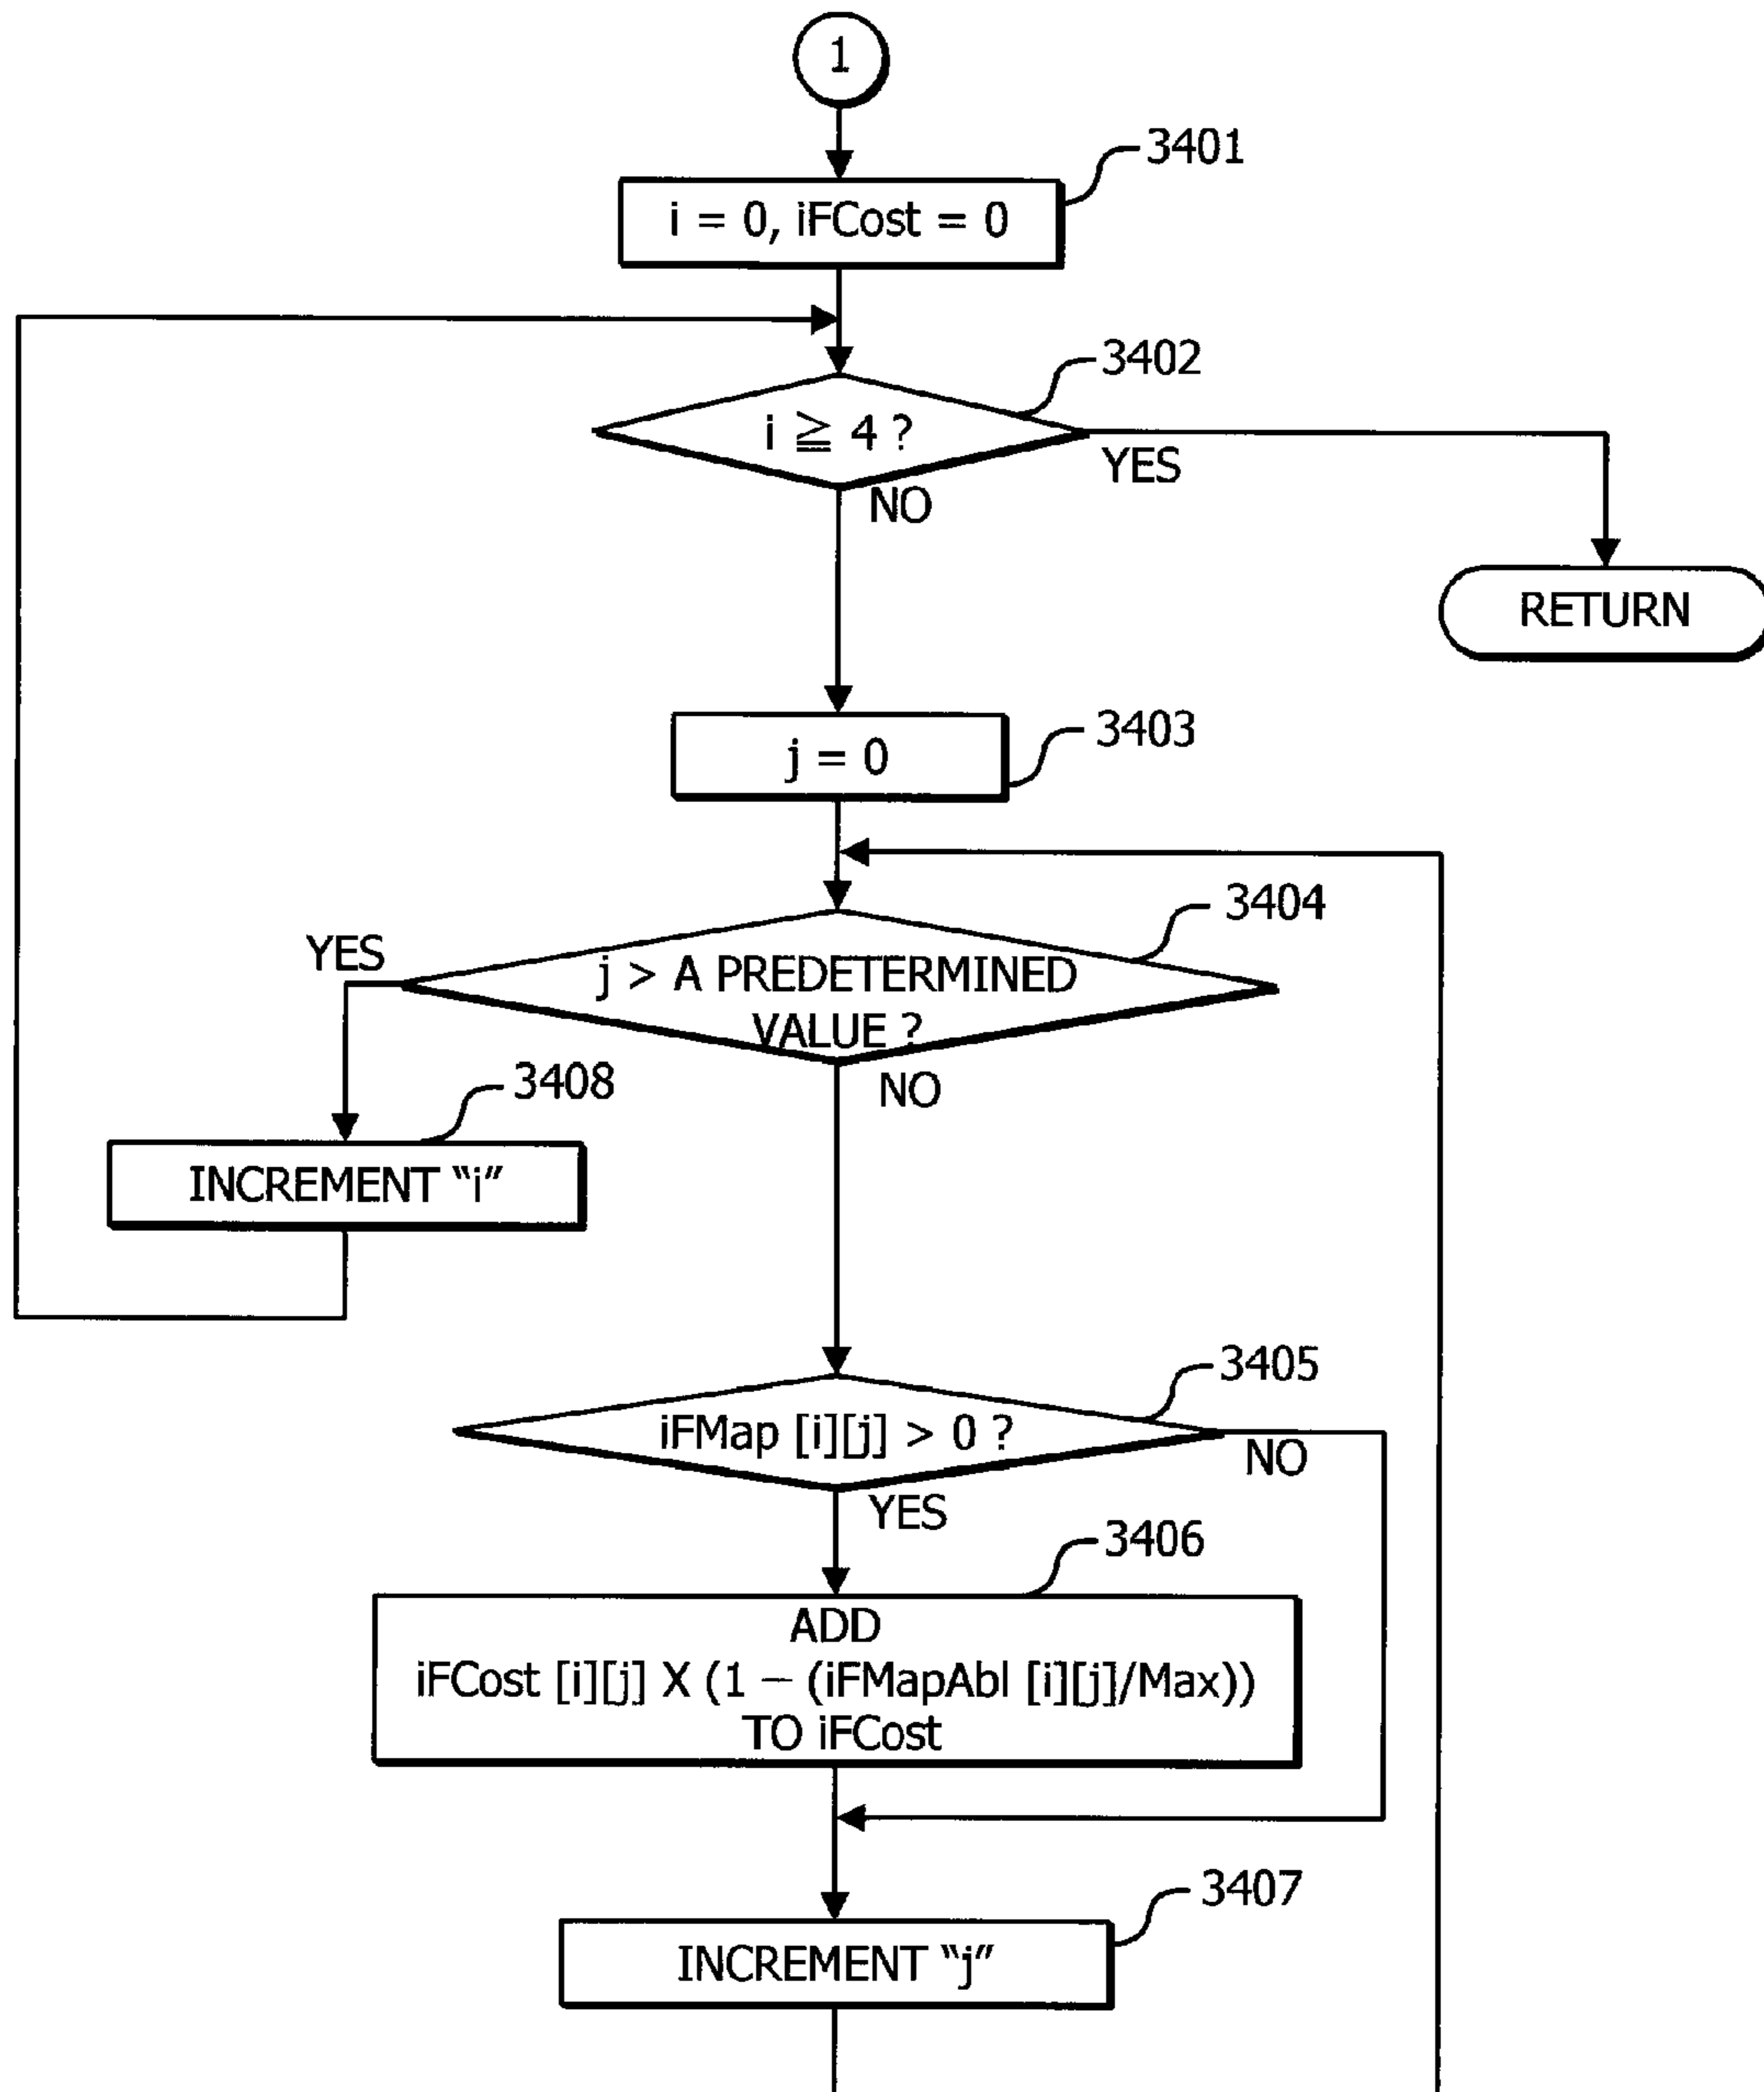 1
3401
i = 0, iFCost = 0
3402
i ≧ 4 ?
YES
NO
RETURN
3403
j = 0
3404
YES
j > A PREDETERMINED
VALUE ?
NO
3408
INCREMENT “i”
3405
iFMap [i][j] > 0 ?
NO
YES
3406
ADD
iFCost [i][j] X (1 – (iFMapAbl [i][j]/Max))
TO iFCost
3407
INCREMENT “j”